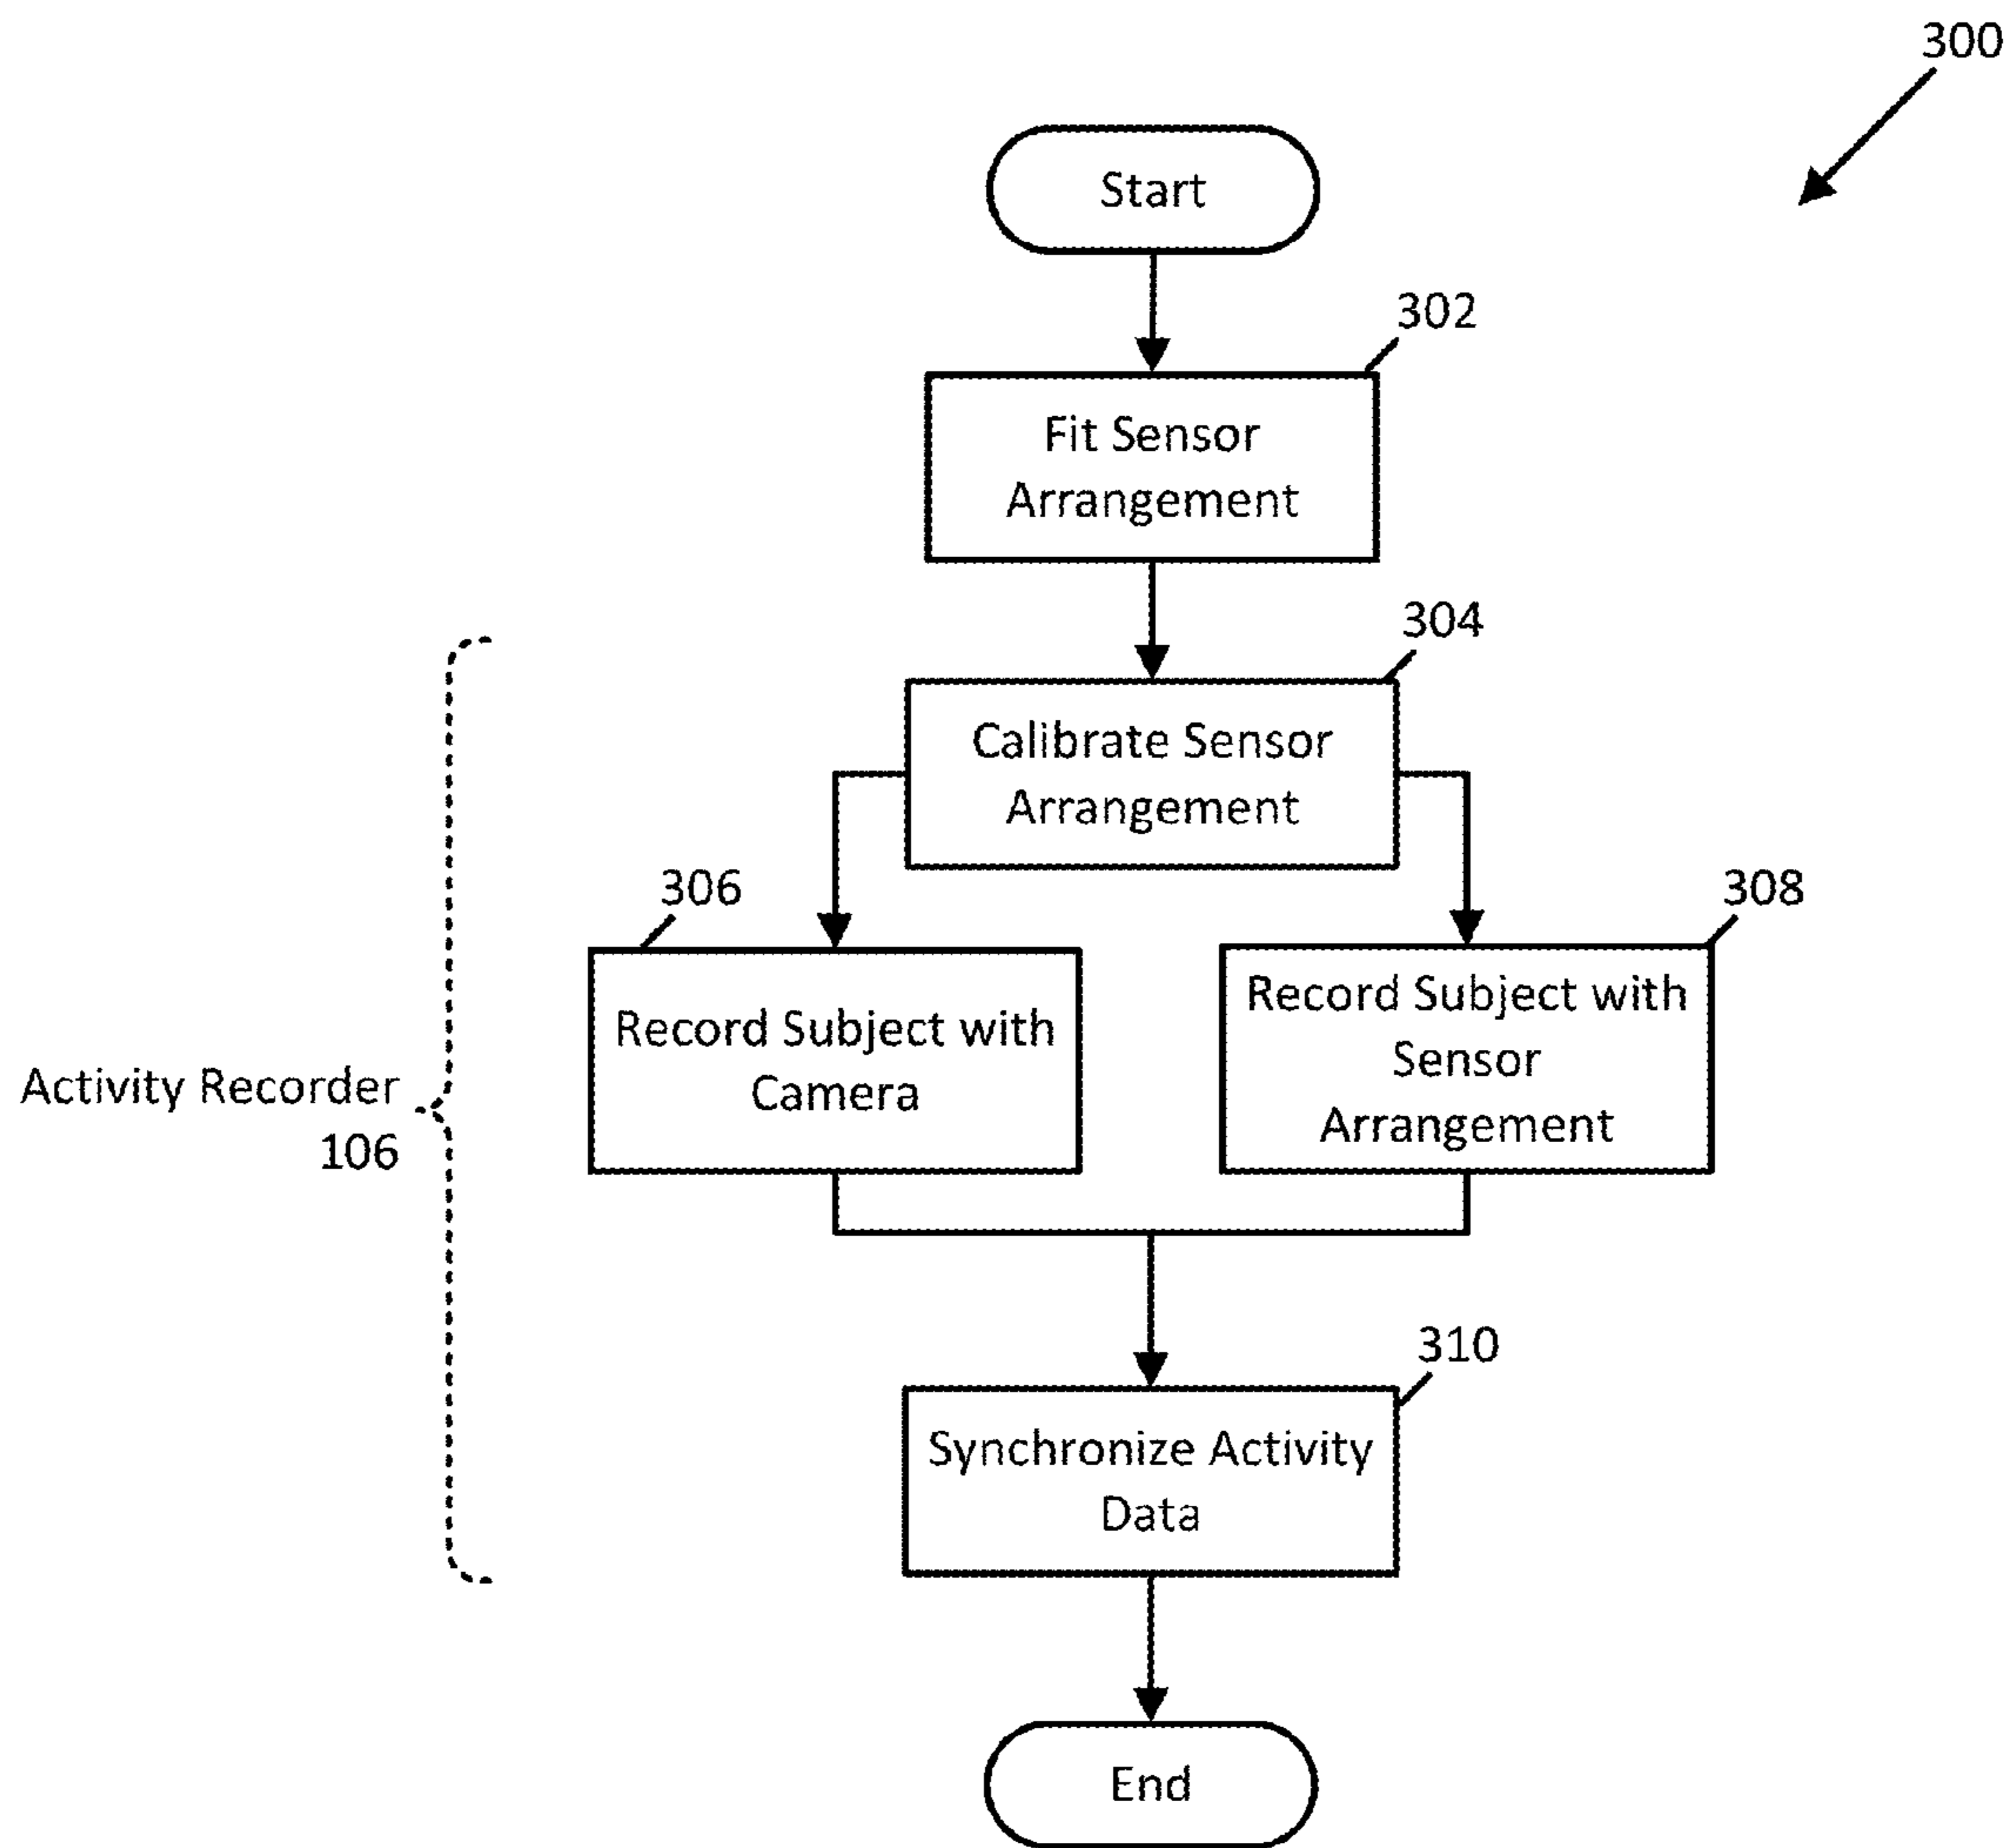 300
Start
302
Fit Sensor
Arrangement
304
Calibrate Sensor
Arrangement
306
308
Record Subject with
Camera
Record Subject with
Sensor
Arrangement
Activity Recorder
106
310
Synchronize Activity
Data
End